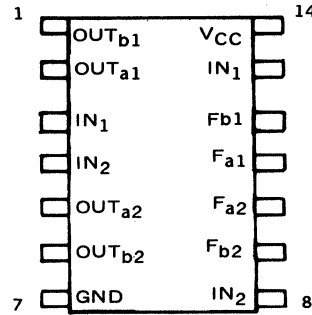 1 14
OUTb1 VCC
OUTa1 IN1
IN1 Fb1
IN2 Fa1
OUTa2 Fa2
OUTb2 Fb2
7 GND IN2 8